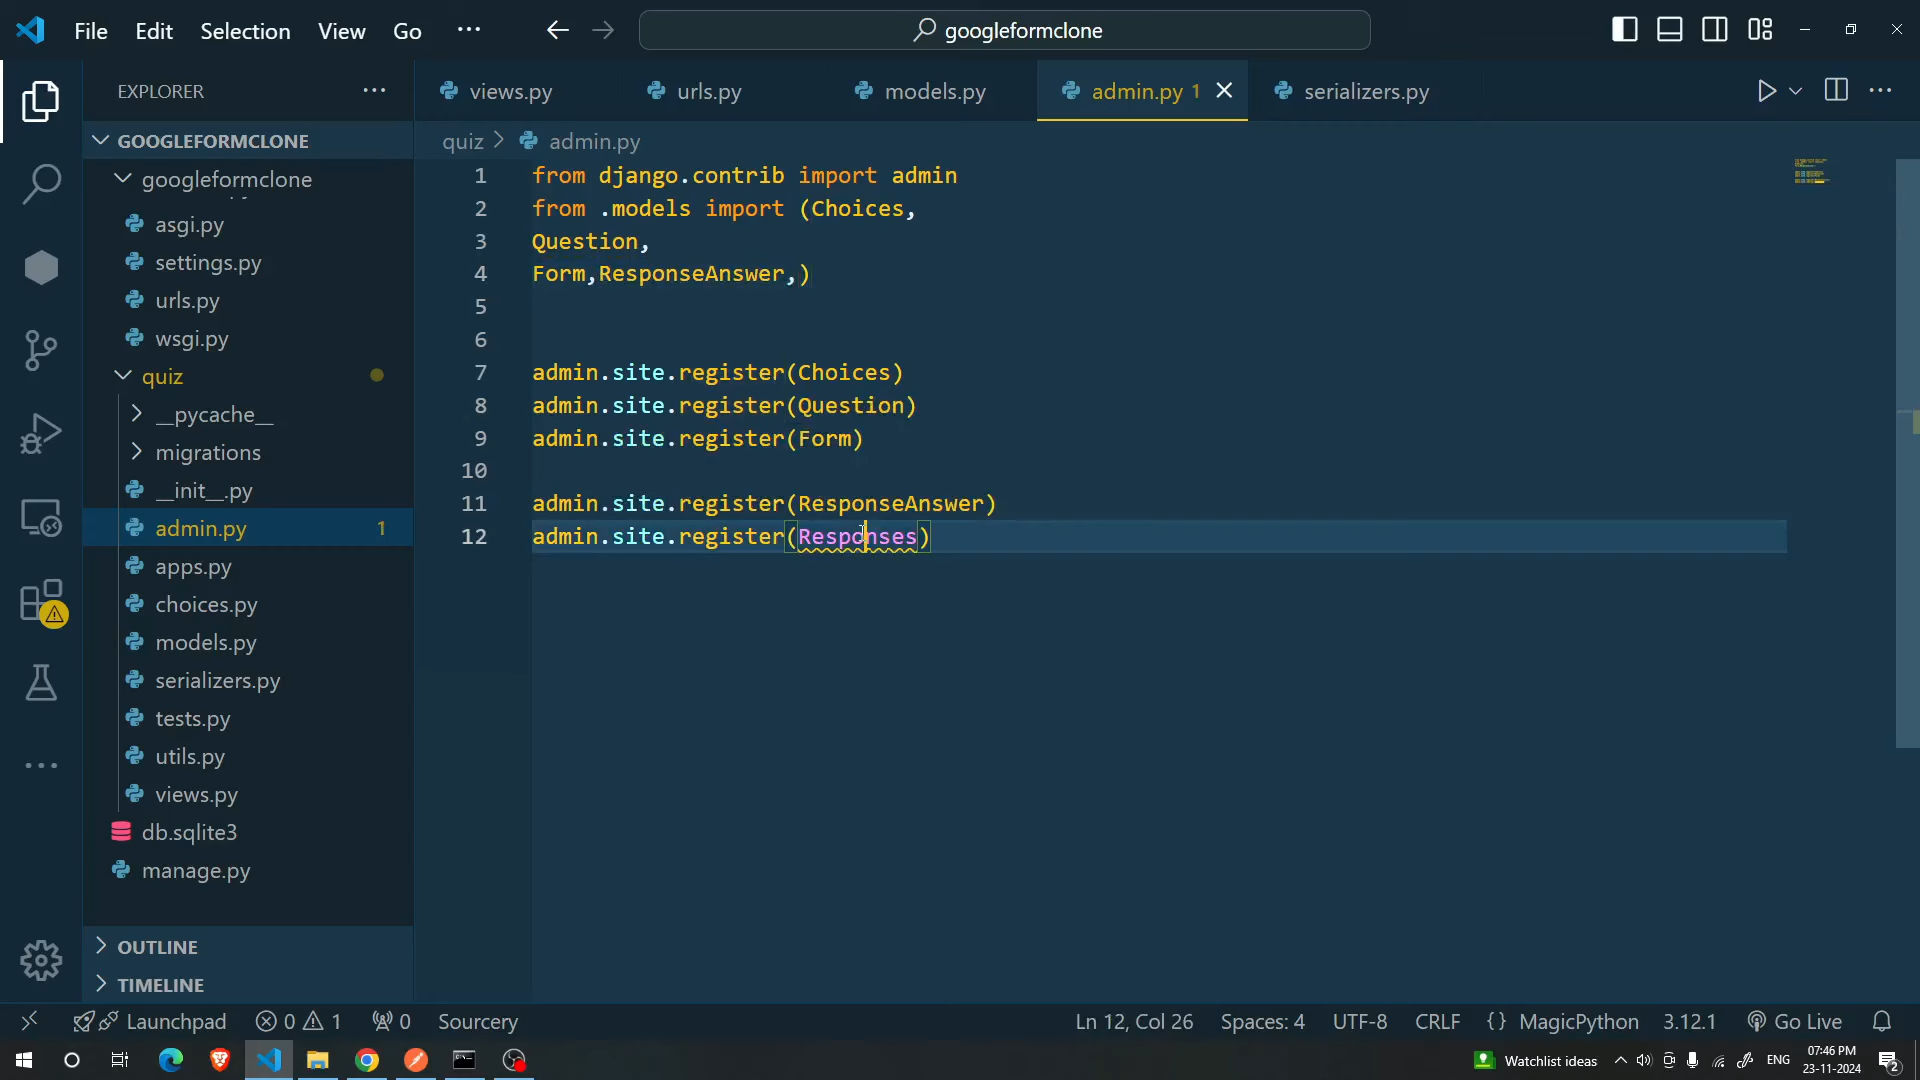 File Edit Selection View Go ··· googleformclone
EXPLORER ···
views.py urls.py models.py admin.py 1 serializers.py
GOOGLEFORMCLONE
googleformclone
asgi.py
settings.py
urls.py
wsgi.py
quiz
__pycache__
migrations
__init__.py
admin.py 1
apps.py
choices.py
models.py
serializers.py
tests.py
utils.py
views.py
db.sqlite3
manage.py
OUTLINE
TIMELINE
quiz > admin.py
1 from django.contrib import admin
2 from .models import (Choices,
3 Question,
4 Form,ResponseAnswer,)
5
6
7 admin.site.register(Choices)
8 admin.site.register(Question)
9 admin.site.register(Form)
10
11 admin.site.register(ResponseAnswer)
12 admin.site.register(Responses)
Launchpad 0 1 0 Sourcery Ln 12, Col 26 Spaces: 4 UTF-8 CRLF {} MagicPython 3.12.1 Go Live
Watchlist ideas ENG 07:46 PM
23-11-2024 2